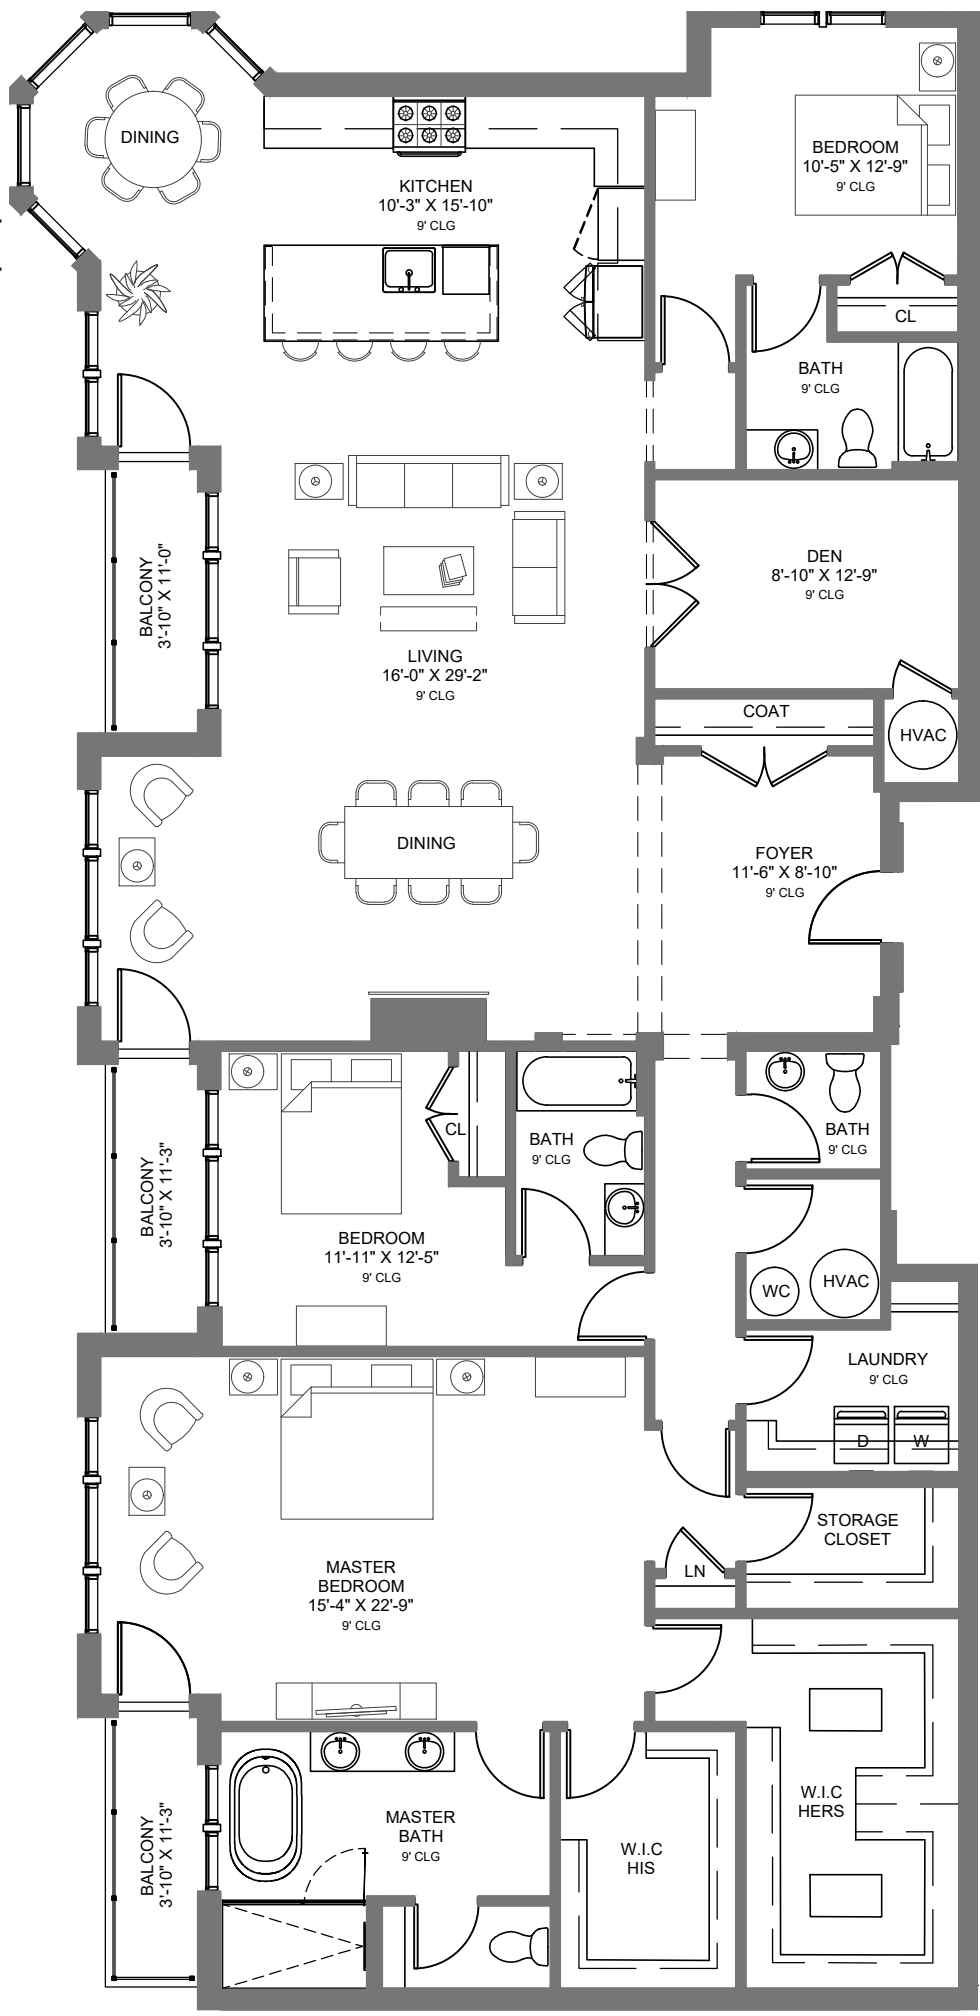 DINING
KITCHEN
10'-3" X 15'-10"
9' CLG
BEDROOM
10'-5" X 12'-9"
9' CLG
CL
BATH
9' CLG
BALCONY
3'-10" X 11'-0"
DEN
8'-10" X 12'-9"
9' CLG
LIVING
16'-0" X 29'-2"
9' CLG
COAT
HVAC
DINING
FOYER
11'-6" X 8'-10"
9' CLG
BALCONY
3'-10" X 11'-3"
CL
BATH
9' CLG
BATH
9' CLG
BEDROOM
11'-11" X 12'-5"
9' CLG
WC
HVAC
LAUNDRY
9' CLG
D
W
STORAGE
CLOSET
LN
MASTER
BEDROOM
15'-4" X 22'-9"
9' CLG
BALCONY
3'-10" X 11'-3"
MASTER
BATH
9' CLG
W.I.C
HIS
W.I.C
HERS